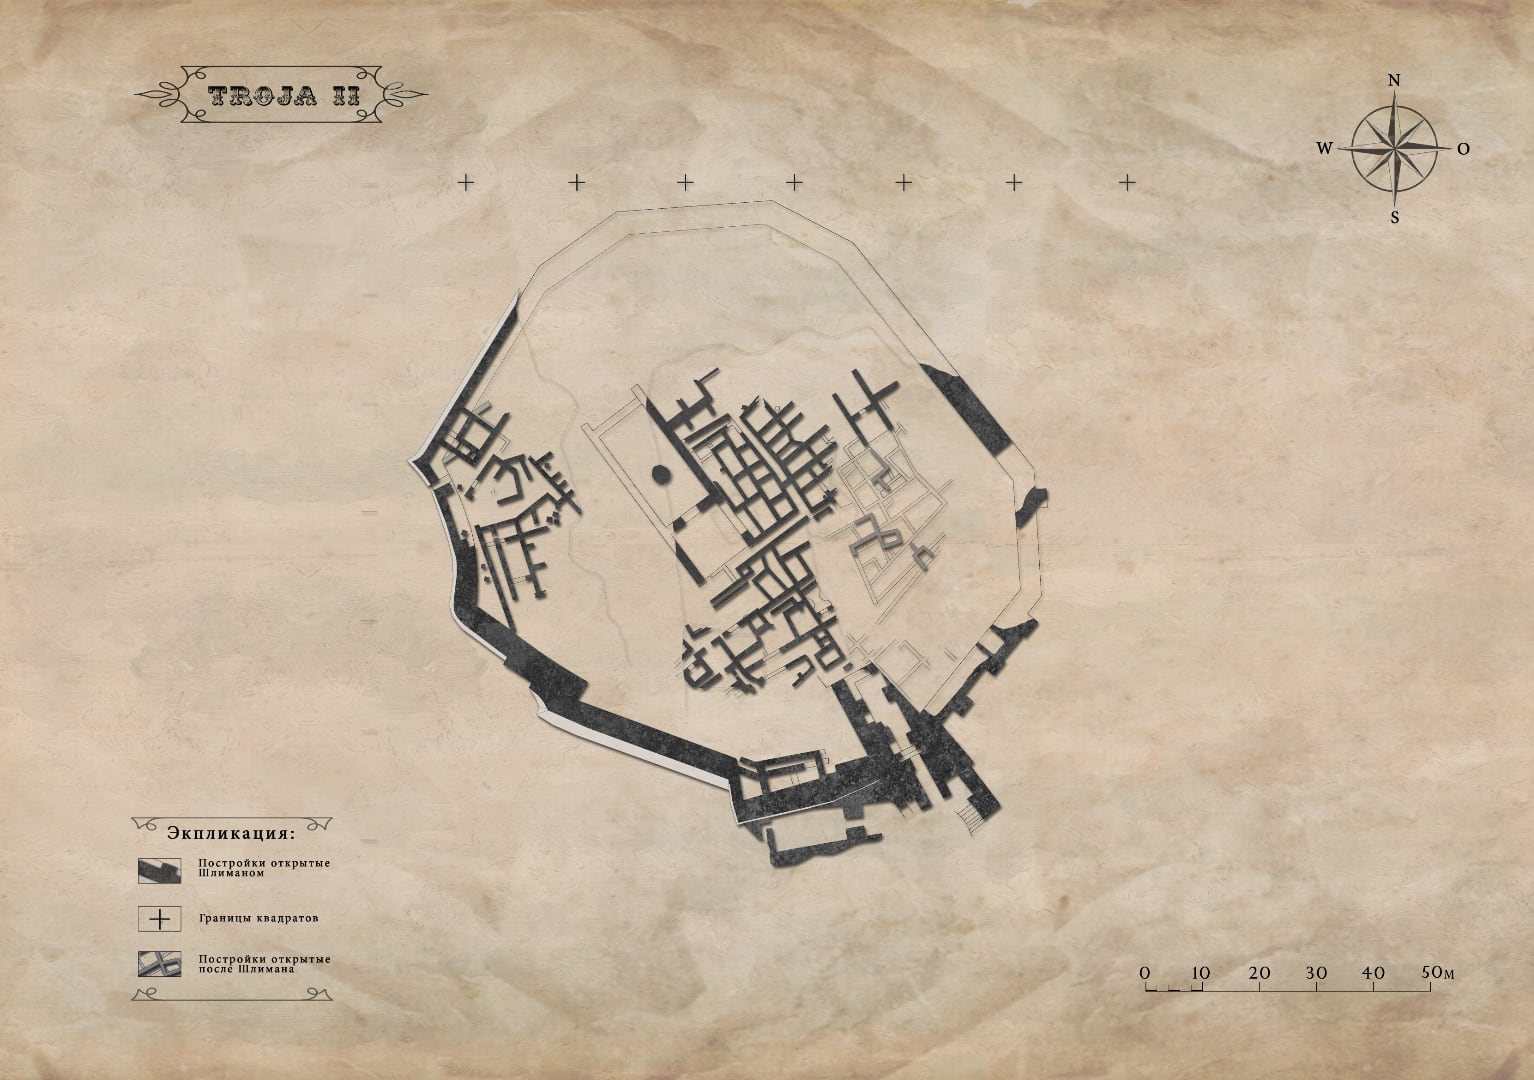 TROJA II
N
W O
S
Экпликация:
Постройки открытые
Шлиманом
Границы квадратов
Постройки открытые
после Шлимана
0 10 20 30 40 50м